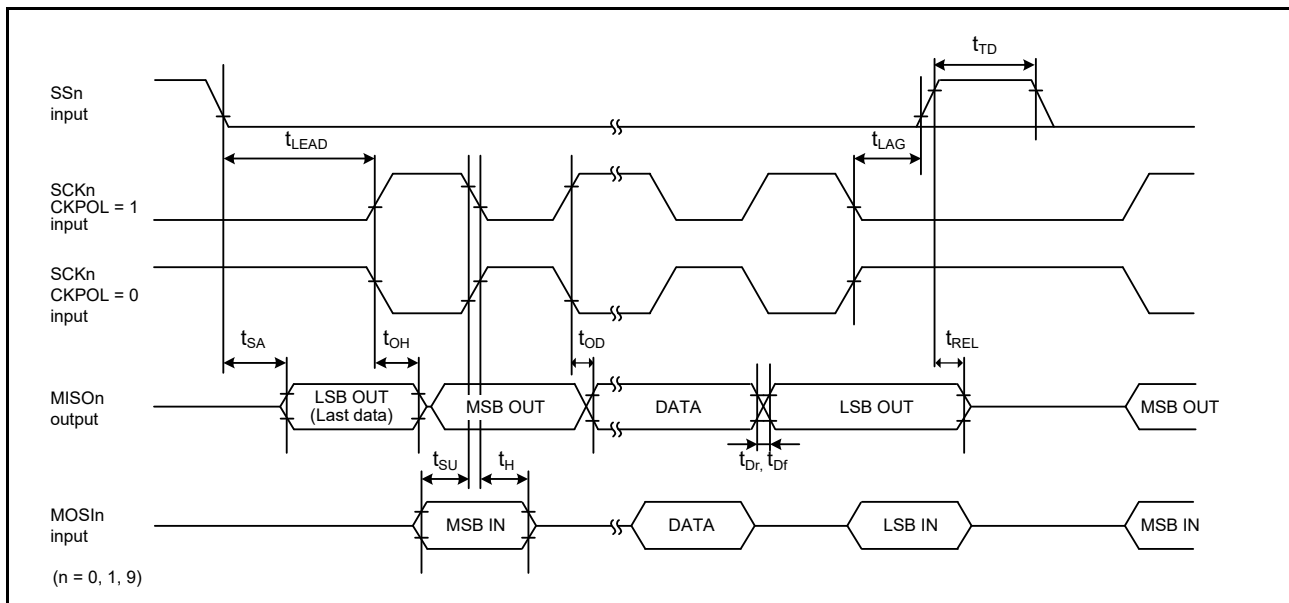 tTD
SSn
input
tLEAD
tLAG
SCKn
CKPOL = 1
input
SCKn
CKPOL = 0
input
tSA
tOH
tOD
tREL
MISOn
output
LSB OUT
(Last data)
MSB OUT
DATA
LSB OUT
MSB OUT
tSU
tH
tDr, tDf
MOSIn
input
MSB IN
DATA
LSB IN
MSB IN
(n = 0, 1, 9)